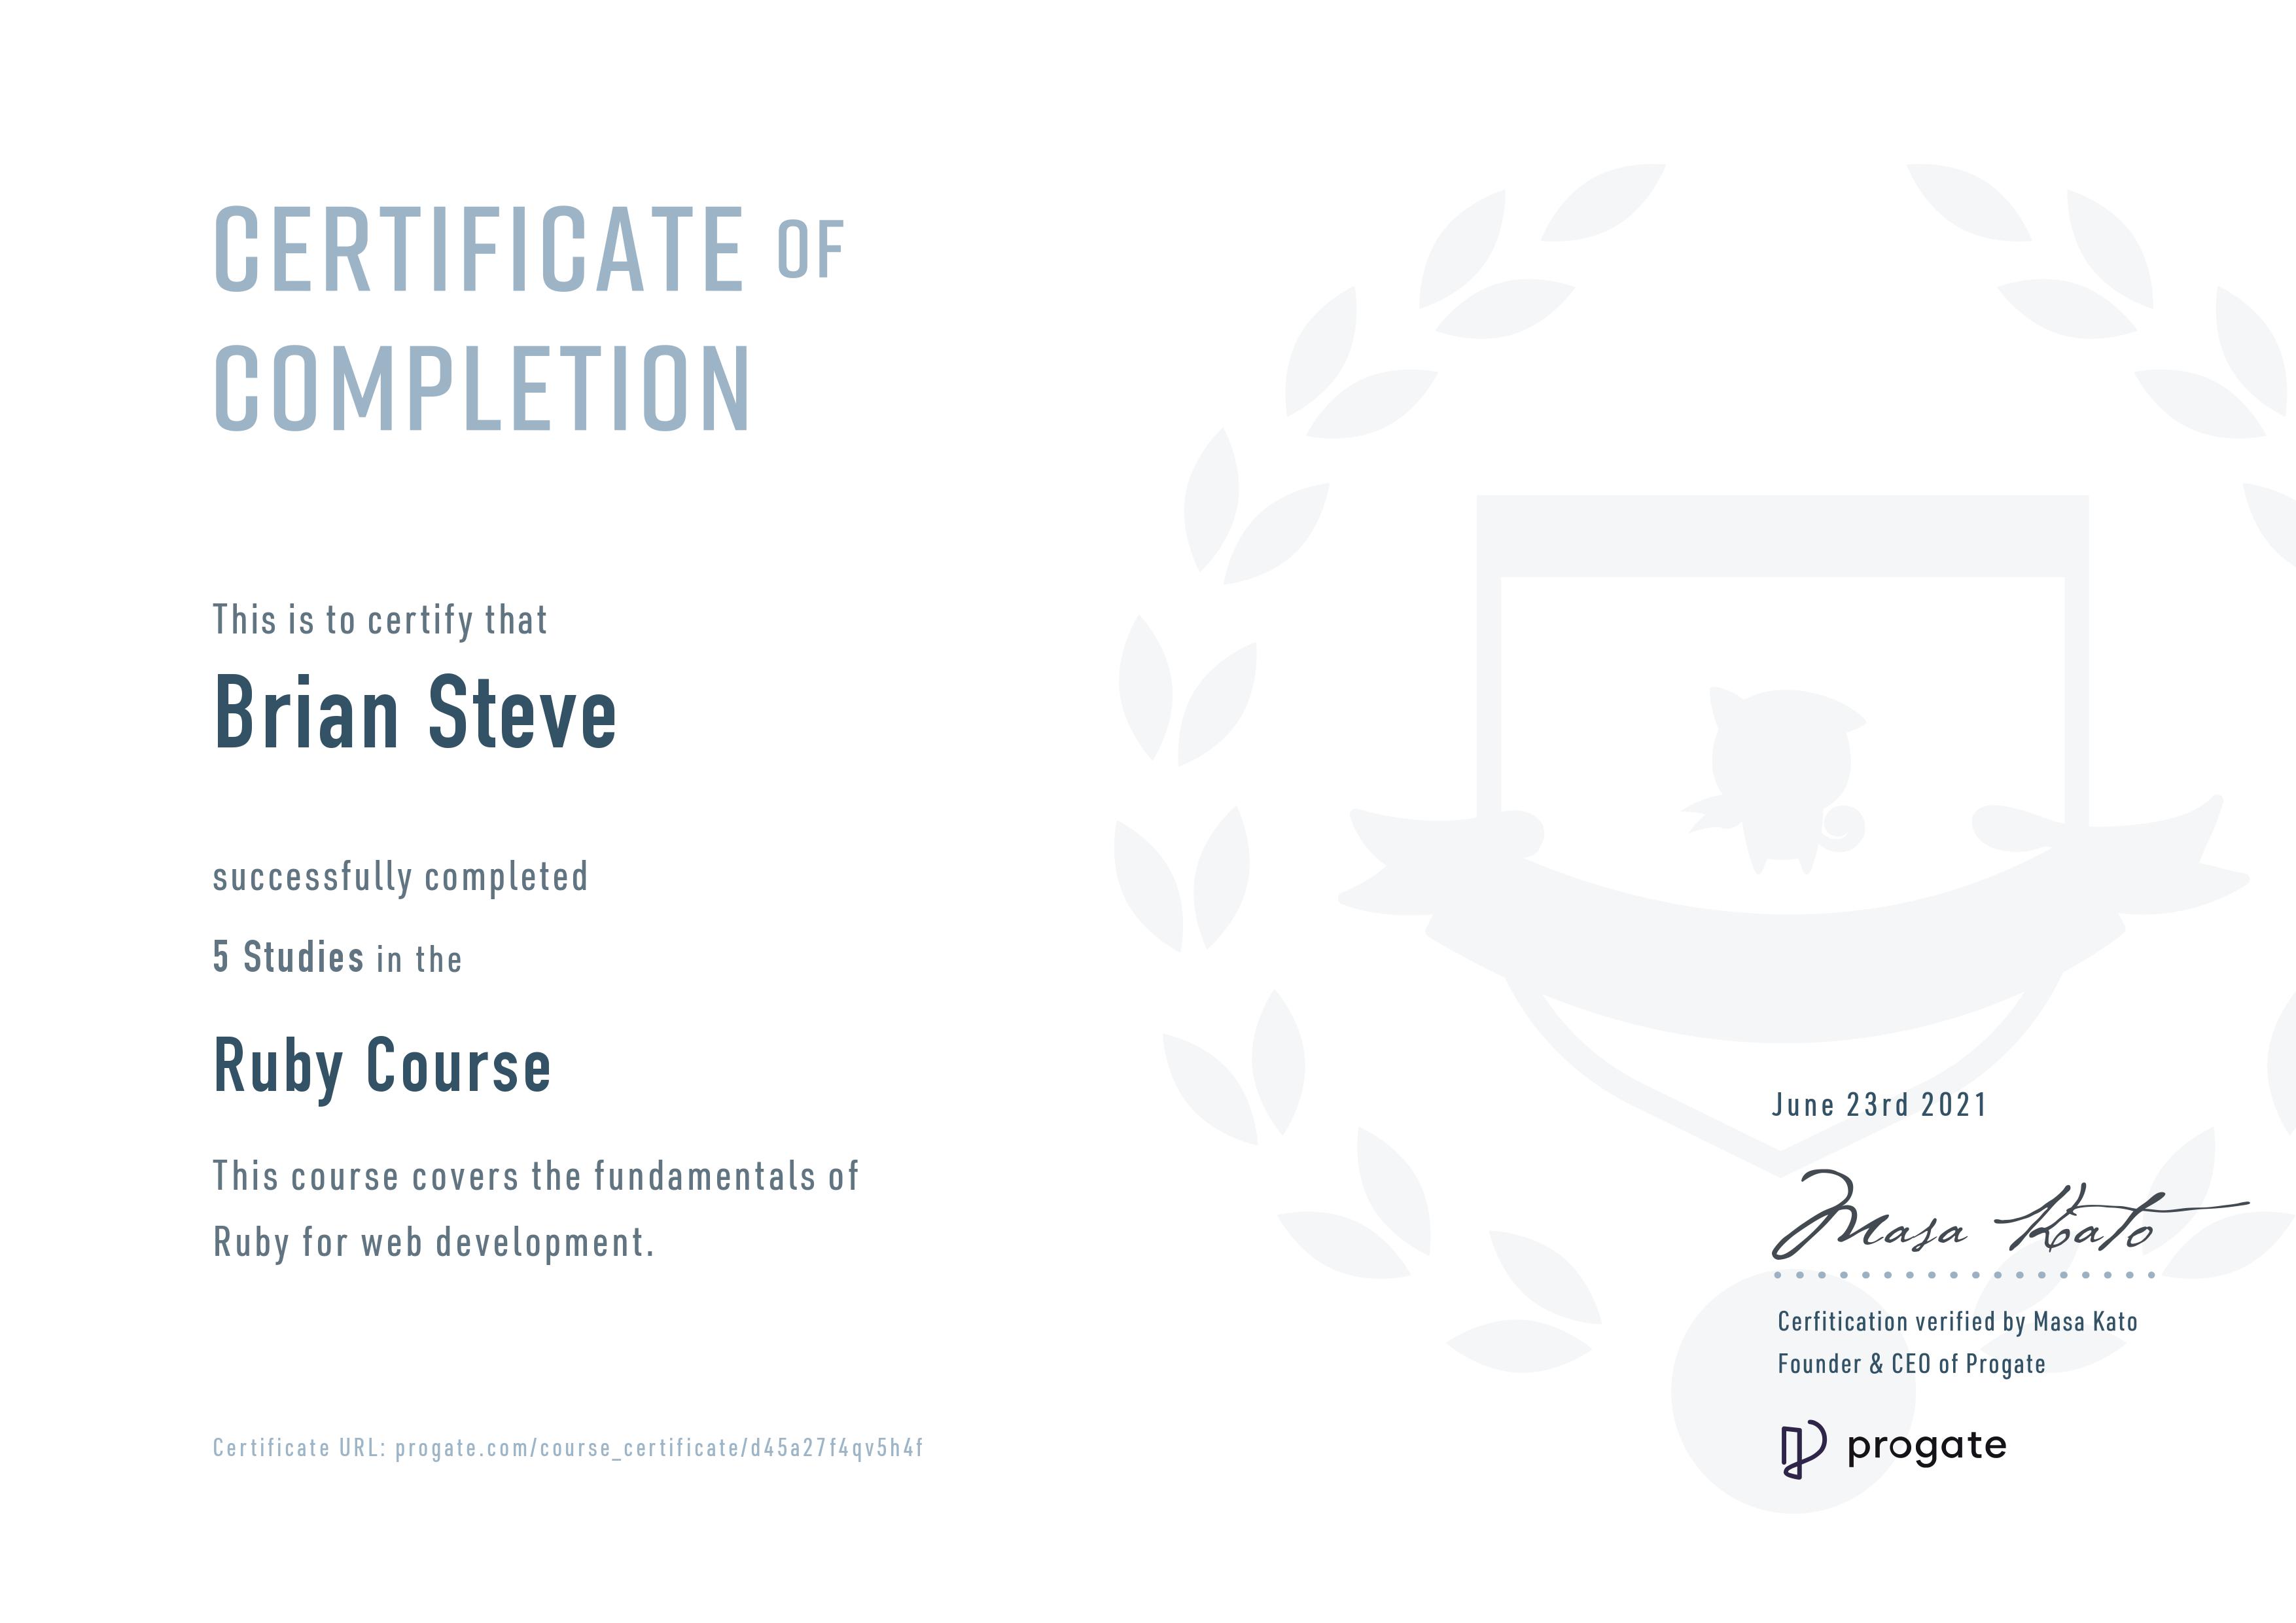 CERTIFICATE OF
COMPLETION
This is to certify that
Brian Steve
successfully completed
5 Studies in the
Ruby Course
This course covers the fundamentals of
Ruby for web development.
Certificate URL: progate.com/course_certificate/d45a27f4qv5h4f
June 23rd 2021
Masa Kato
Cerfitication verified by Masa Kato
Founder & CEO of Progate
progate